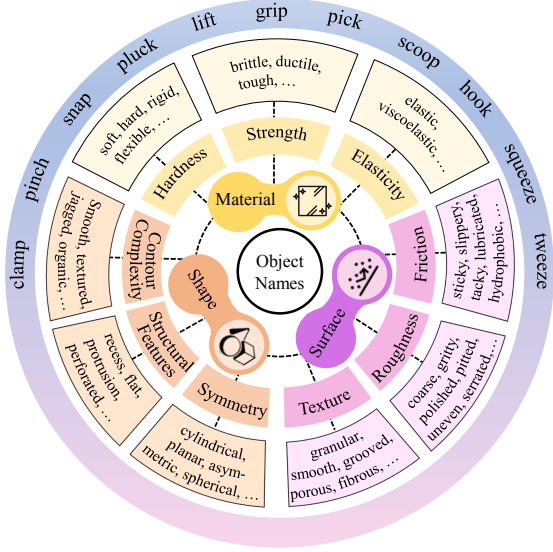 clamp
pinch
snap
pluck
lift
grip
pick
scoop
hook
squeeze
tweeze
soft, hard, rigid,
flexible, …
brittle, ductile,
tough, …
elastic,
viscoelastic,…
Hardness
Strength
Elasticity
Material
Smooth, textured,
jagged, organic, …
Contour
Complexity
Object
Names
Friction
sticky, slippery,
tacky, lubricated,
hydrophobic, …
Shape
Surface
recess, flat,
protrusion,
perforated, …
Structural
Features
Roughness
coarse, gritty,
polished, pitted,
uneven, serrated,…
Symmetry
Texture
cylindrical,
planar, asym-
metric, spherical, …
granular,
smooth, grooved,
porous, fibrous, …